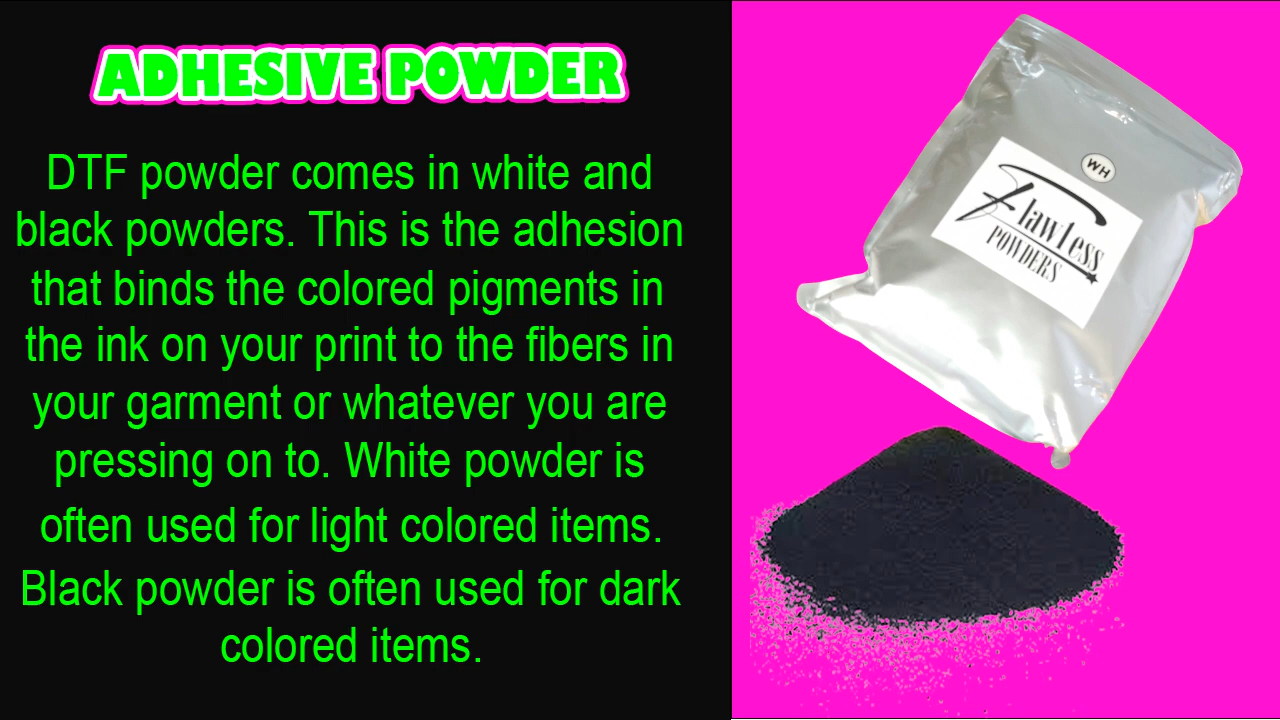 ADHESIVE POWDER
DTF powder comes in white and
black powders. This is the adhesion
that binds the colored pigments in
the ink on your print to the fibers in
your garment or whatever you are
pressing on to. White powder is
often used for light colored items.
Black powder is often used for dark
colored items.
WH
Flawless
POWDERS